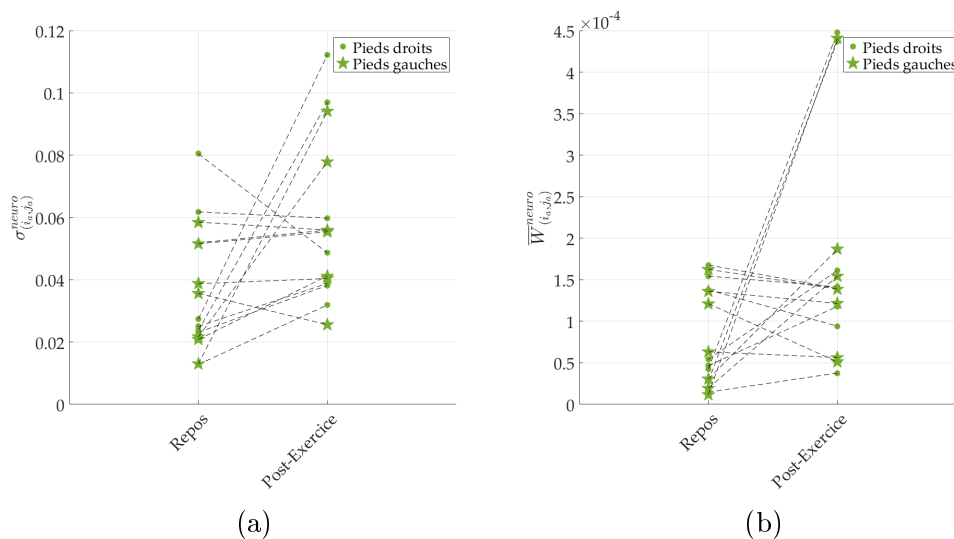 0.12
0.1
0.08
0.06
0.04
0.02
0
σ^{neuro}_{(i_a,j_a)}
Pieds droits
Pieds gauches
Repos
Post-Exercice
(a)
×10^{-4}
4.5
4
3.5
3
2.5
2
1.5
1
0.5
0
\overline{W}^{neuro}_{(i_a,j_a)}
Pieds droits
Pieds gauches
Repos
Post-Exercice
(b)